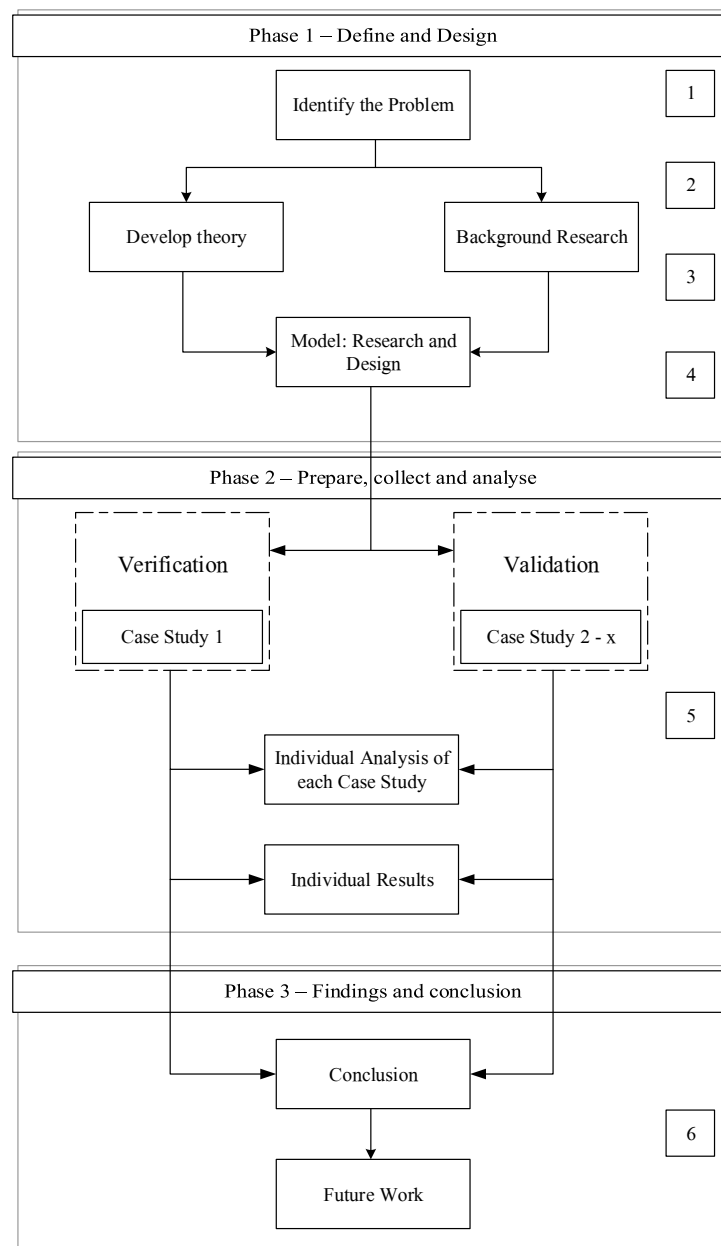 Phase 1 – Define and Design
Identify the Problem
1
2
Develop theory
Background Research
3
Model: Research and
Design
4
Phase 2 – Prepare, collect and analyse
Verification
Validation
Case Study 1
Case Study 2 - x
5
Individual Analysis of
each Case Study
Individual Results
Phase 3 – Findings and conclusion
Conclusion
6
Future Work